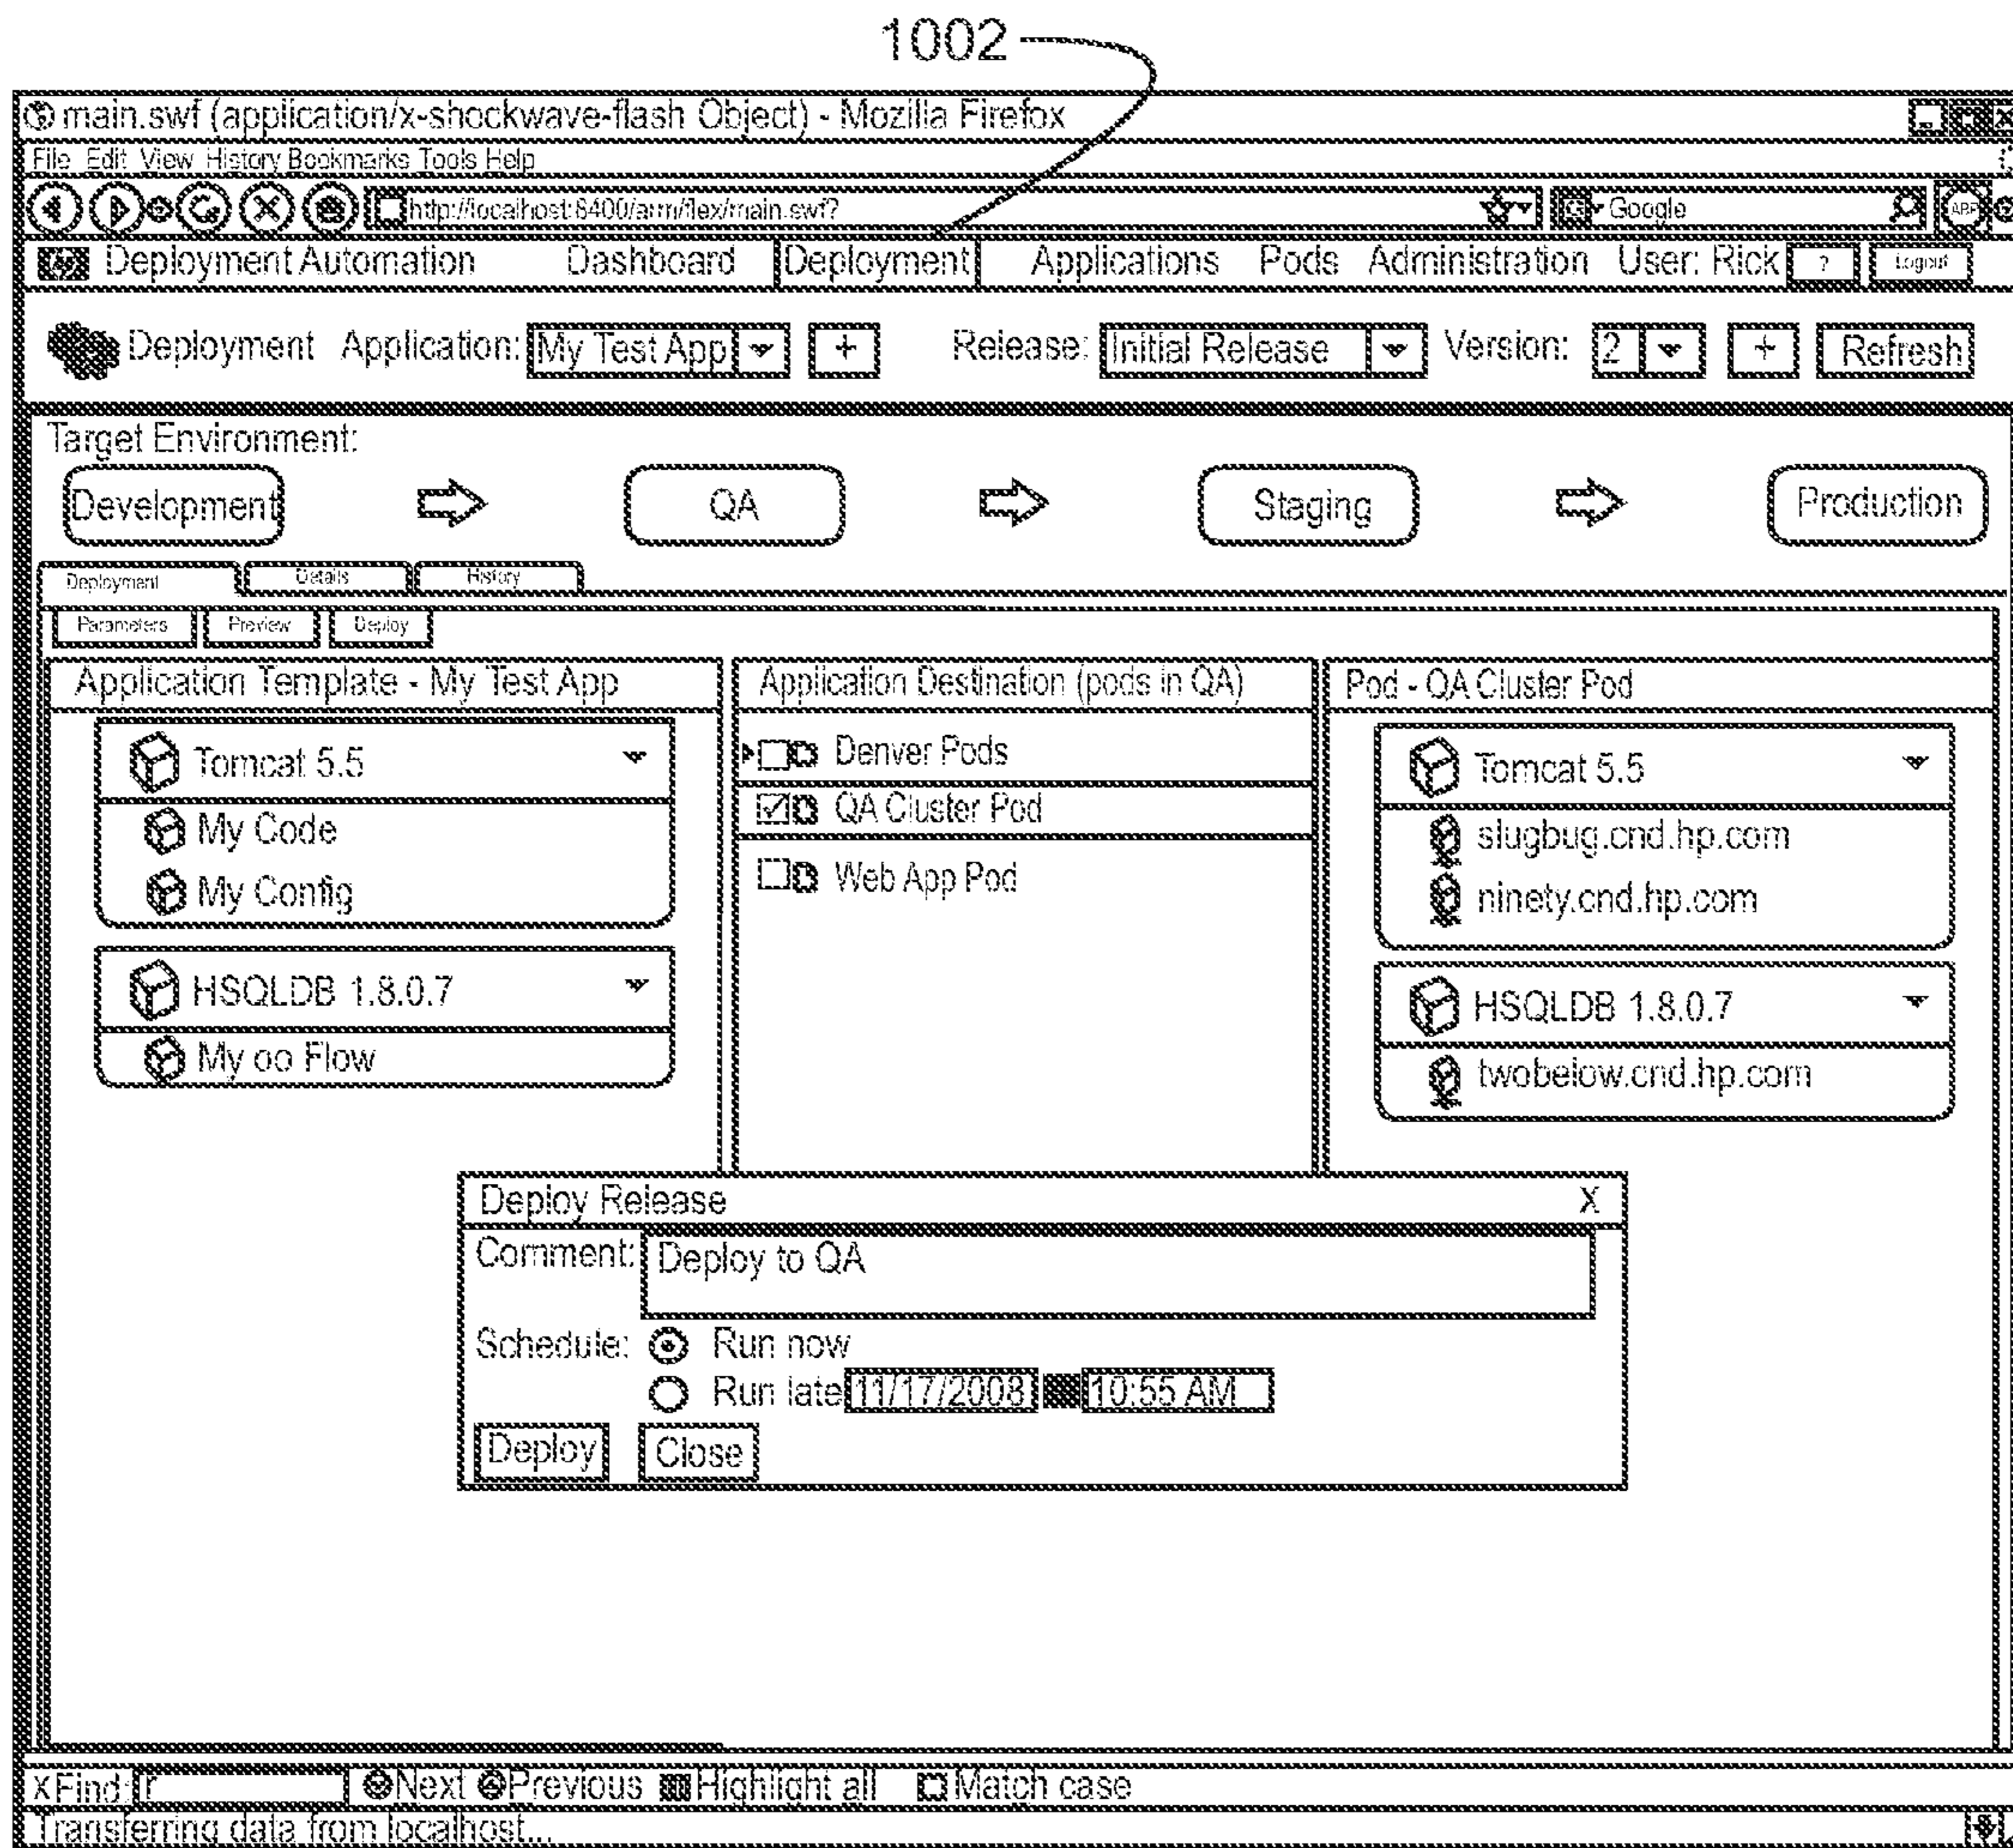 1002
main.swf (application/x-shockwave-flash Object) - Mozilla Firefox
File Edit View History Bookmarks Tools Help
http://localhost:8400/arm/flex/main.swf? Google ABP
Deployment Automation Dashboard Deployment Applications Pods Administration User: Rick ? Logout
Deployment Application: My Test App + Release: Initial Release Version: 2 + Refresh
Target Environment:
Development QA Staging Production
Deployment Details History
Parameters Preview Deploy
Application Template - My Test App Application Destination (pods in QA) Pod - QA Cluster Pod
Tomcat 5.5 Denver Pods Tomcat 5.5
My Code QA Cluster Pod slugbug.cnd.hp.com
My Config Web App Pod ninety.cnd.hp.com
HSQLDB 1.8.0.7 HSQLDB 1.8.0.7
My oo Flow twobelow.cnd.hp.com
Deploy Release X
Comment: Deploy to QA
Schedule: Run now
Run late 11/17/2008 10:55 AM
Deploy Close
x Find: r Next Previous Highlight all Match case
Transferring data from localhost...